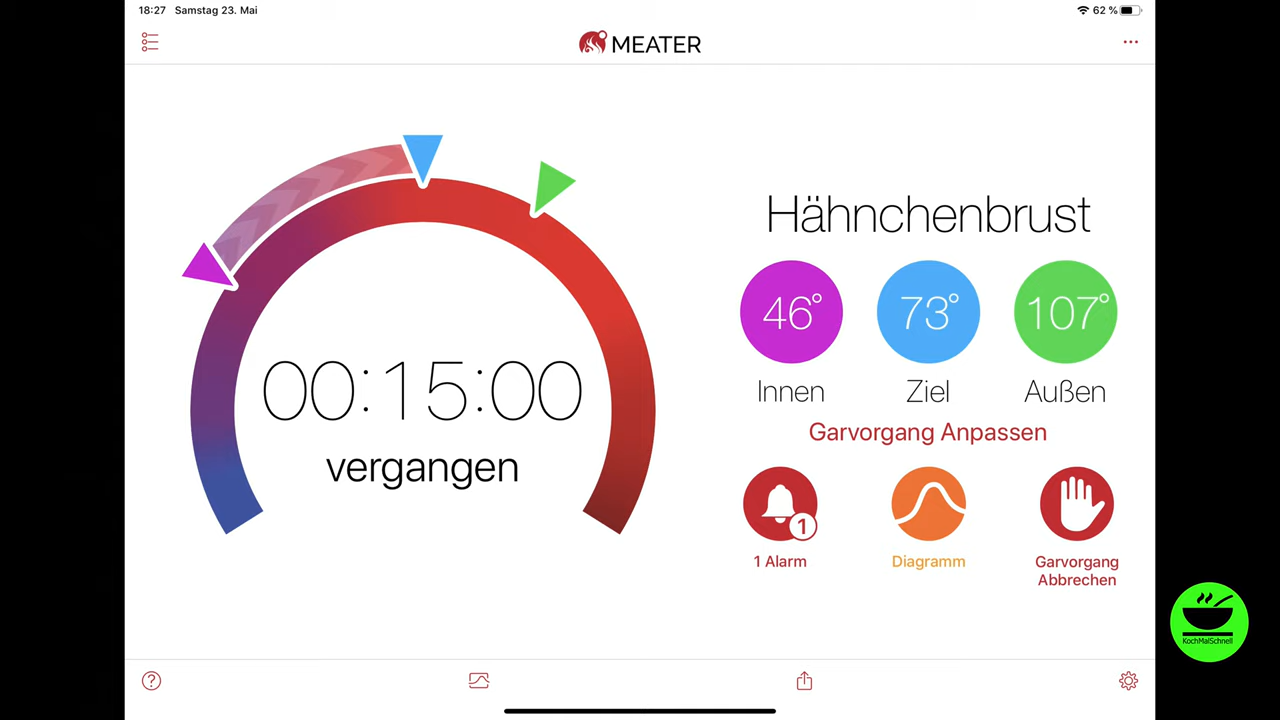 18:27 Samstag 23. Mai
62 %
MEATER
Hähnchenbrust
46° 73° 107°
Innen Ziel Außen
Garvorgang Anpassen
00:15:00
vergangen
1
1 Alarm
Diagramm
Garvorgang
Abbrechen
KochMalSchnell
?